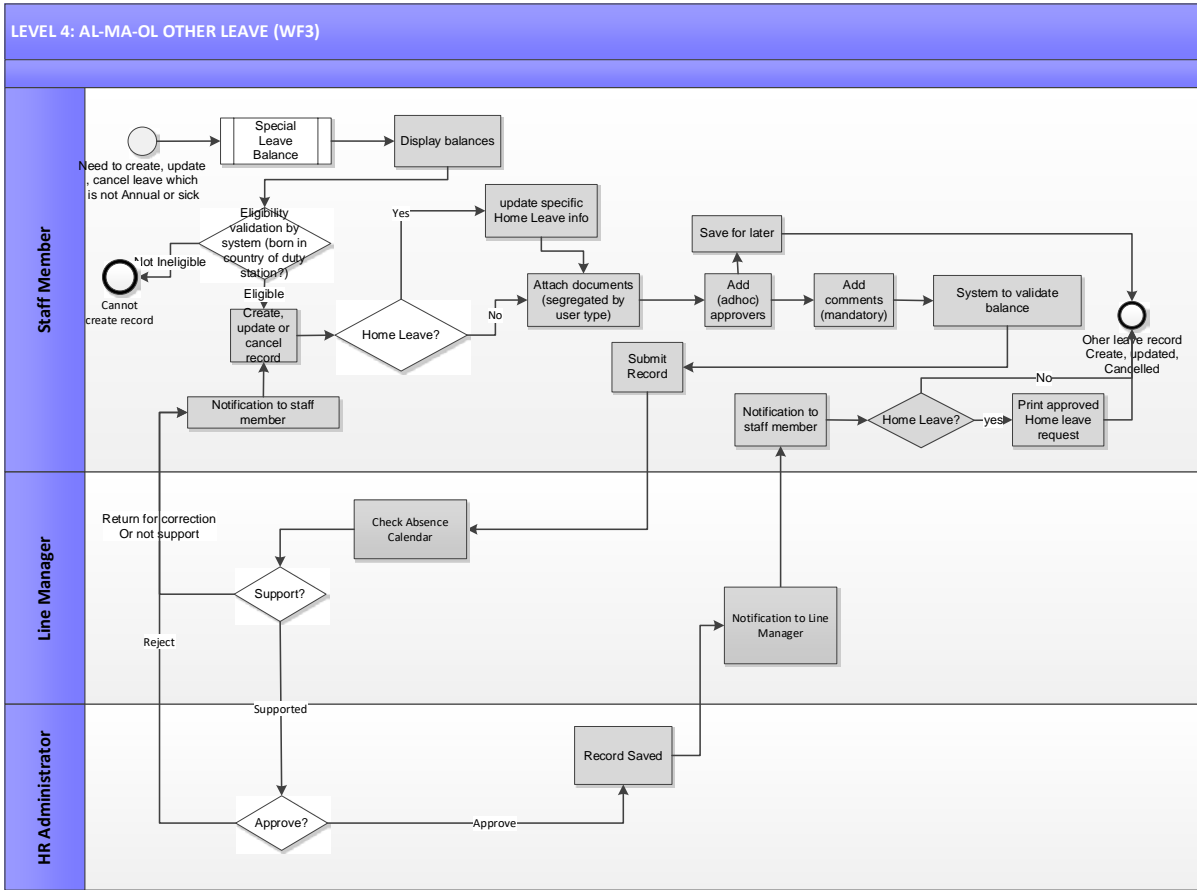 LEVEL 4: AL-MA-OL OTHER LEAVE (WF3)
Staff Member
Need to create, update
, cancel leave which
is not Annual or sick
Special
Leave
Balance
Display balances
Eligibility
validation by
system (born in
country of duty
station?)
Not Ineligible
Cannot
create record
Eligible
Create,
update or
cancel
record
Home Leave?
Yes
update specific
Home Leave info
No
Attach documents
(segregated by
user type)
Save for later
Add
(adhoc)
approvers
Add
comments
(mandatory)
System to validate
balance
Oher leave record
Create, updated,
Cancelled
Submit
Record
Notification to staff
member
Notification to
staff member
Home Leave?
No
yes
Print approved
Home leave
request
Line Manager
Return for correction
Or not support
Check Absence
Calendar
Support?
Reject
Notification to Line
Manager
Supported
HR Administrator
Record Saved
Approve?
Approve